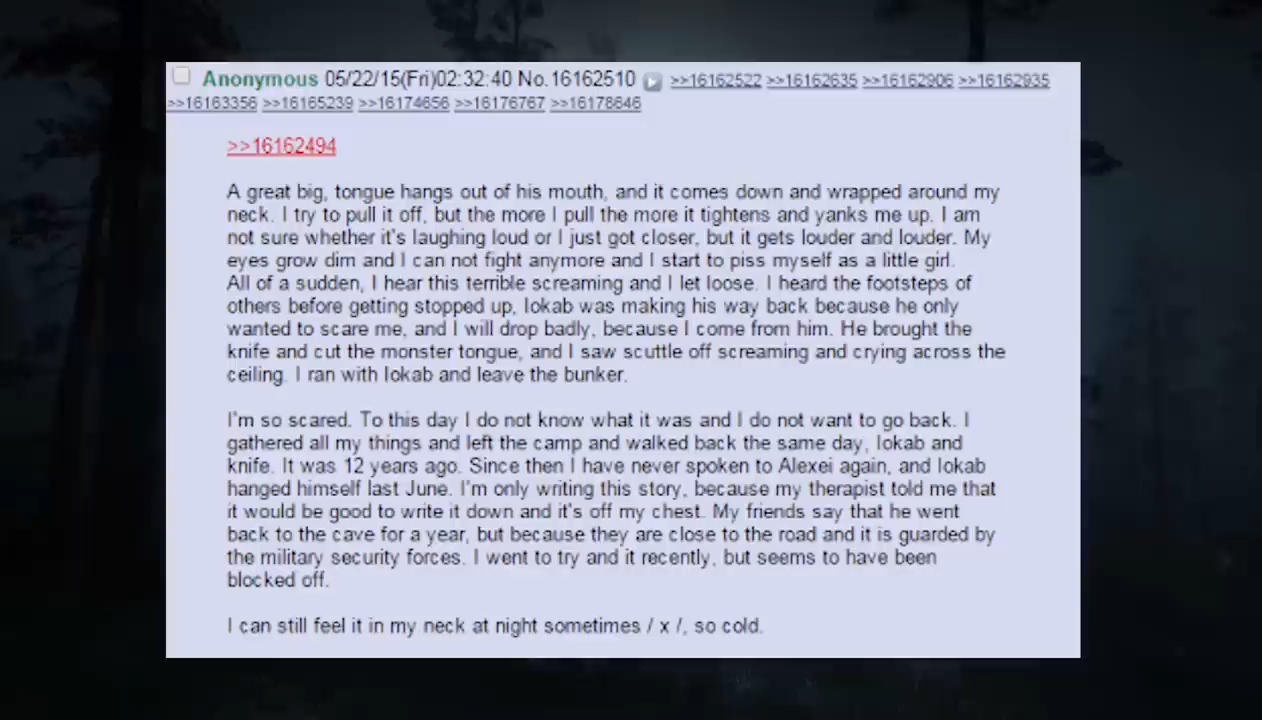 Anonymous 05/22/15(Fri)02:32:40 No.16162510 >>16162522 >>16162635 >>16162906 >>16162935
>>16163356 >>16165239 >>16174656 >>16176767 >>16178646
>>16162494
A great big, tongue hangs out of his mouth, and it comes down and wrapped around my
neck. I try to pull it off, but the more I pull the more it tightens and yanks me up. I am
not sure whether it's laughing loud or I just got closer, but it gets louder and louder. My
eyes grow dim and I can not fight anymore and I start to piss myself as a little girl.
All of a sudden, I hear this terrible screaming and I let loose. I heard the footsteps of
others before getting stopped up, Iokab was making his way back because he only
wanted to scare me, and I will drop badly, because I come from him. He brought the
knife and cut the monster tongue, and I saw scuttle off screaming and crying across the
ceiling. I ran with Iokab and leave the bunker.
I'm so scared. To this day I do not know what it was and I do not want to go back. I
gathered all my things and left the camp and walked back the same day, Iokab and
knife. It was 12 years ago. Since then I have never spoken to Alexei again, and Iokab
hanged himself last June. I'm only writing this story, because my therapist told me that
it would be good to write it down and it's off my chest. My friends say that he went
back to the cave for a year, but because they are close to the road and it is guarded by
the military security forces. I went to try and it recently, but seems to have been
blocked off.
I can still feel it in my neck at night sometimes / x /, so cold.